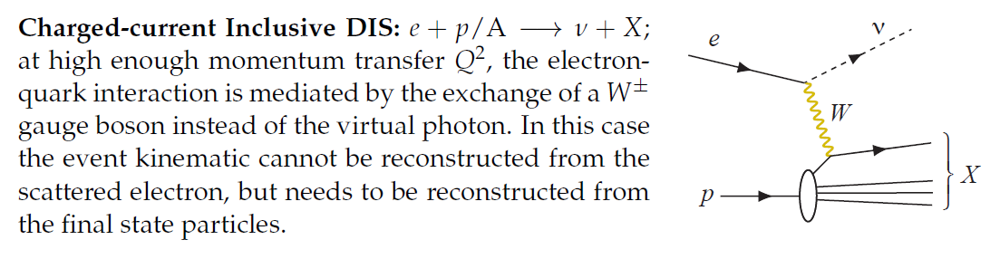 Charged-current Inclusive DIS: e + p/A ⟶ ν + X;
at high enough momentum transfer Q², the electron-
quark interaction is mediated by the exchange of a W±
gauge boson instead of the virtual photon. In this case
the event kinematic cannot be reconstructed from the
scattered electron, but needs to be reconstructed from
the final state particles.
e
ν
W
X
p